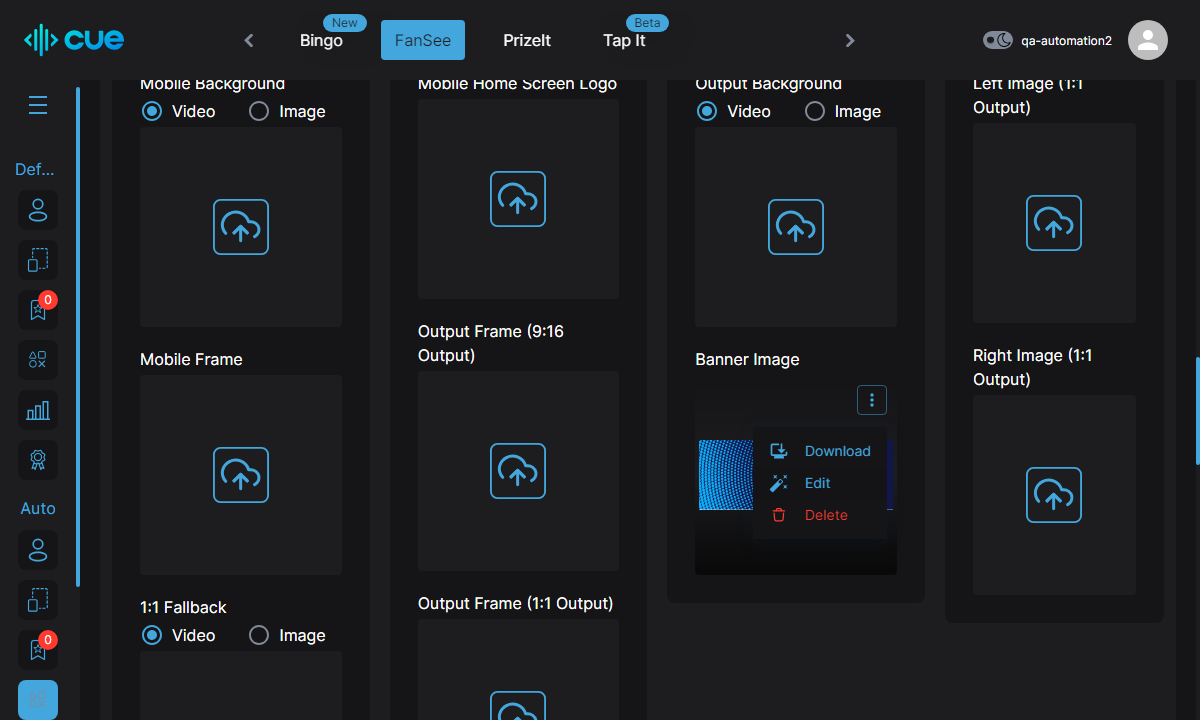 cue
New
Bingo
FanSee
PrizeIt
Beta
Tap It
qa-automation2
Def...
0
Auto
0
Mobile Background
Video
Image
Mobile Frame
1:1 Fallback
Video
Image
Mobile Home Screen Logo
Output Frame (9:16
Output)
Output Frame (1:1 Output)
Output Background
Video
Image
Banner Image
Download
Edit
Delete
Left Image (1:1
Output)
Right Image (1:1
Output)